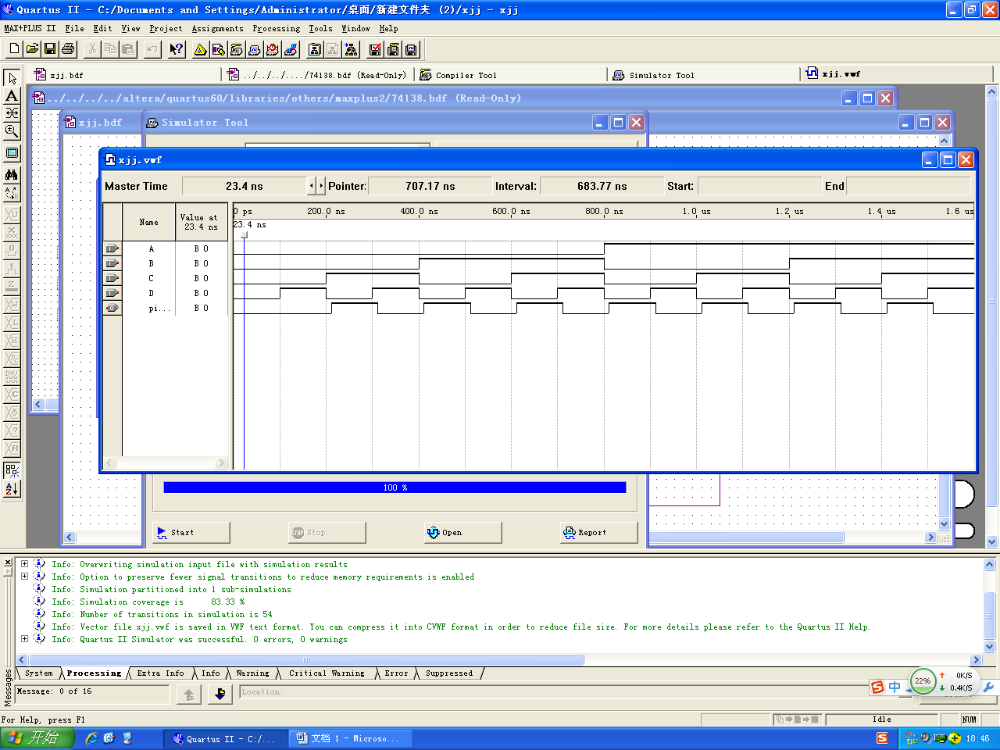 Quartus II - C:/Documents and Settings/Administrator/桌面/新建文件夹 (2)/xjj - xjj
MAX+PLUS II File Edit View Project Assignments Processing Tools Window Help
xjj.bdf
../../../..../74138.bdf (Read-Only)
Compiler Tool
Simulator Tool
xjj.vwf
../../../../altera/quartus60/libraries/others/maxplus2/74138.bdf (Read-Only)
xjj.bdf
Simulator Tool
xjj.vwf
Master Time 23.4 ns Pointer: 707.17 ns Interval: 683.77 ns Start: End
Name
Value at
23.4 ns
0 ps 200.0 ns 400.0 ns 600.0 ns 800.0 ns 1.0 us 1.2 us 1.4 us 1.6 us
23.4 ns
A B 0
B B 0
C B 0
D B 0
pi... B 0
100 %
Start
Stop
Open
Report
Info: Overwriting simulation input file with simulation results
Info: Option to preserve fewer signal transitions to reduce memory requirements is enabled
Info: Simulation partitioned into 1 sub-simulations
Info: Simulation coverage is 83.33 %
Info: Number of transitions in simulation is 54
Info: Vector file xjj.vwf is saved in VWF text format. You can compress it into CVWF format in order to reduce file size. For more details please refer to the Quartus II Help.
Info: Quartus II Simulator was successful. 0 errors, 0 warnings
System Processing Extra Info Info Warning Critical Warning Error Suppressed
Messages
Message: 0 of 16
Location:
中
22%
0K/S
0.4K/S
For Help, press F1
Idle
NUM
开始
Quartus II - C:/...
文档 1 - Microso...
18:46